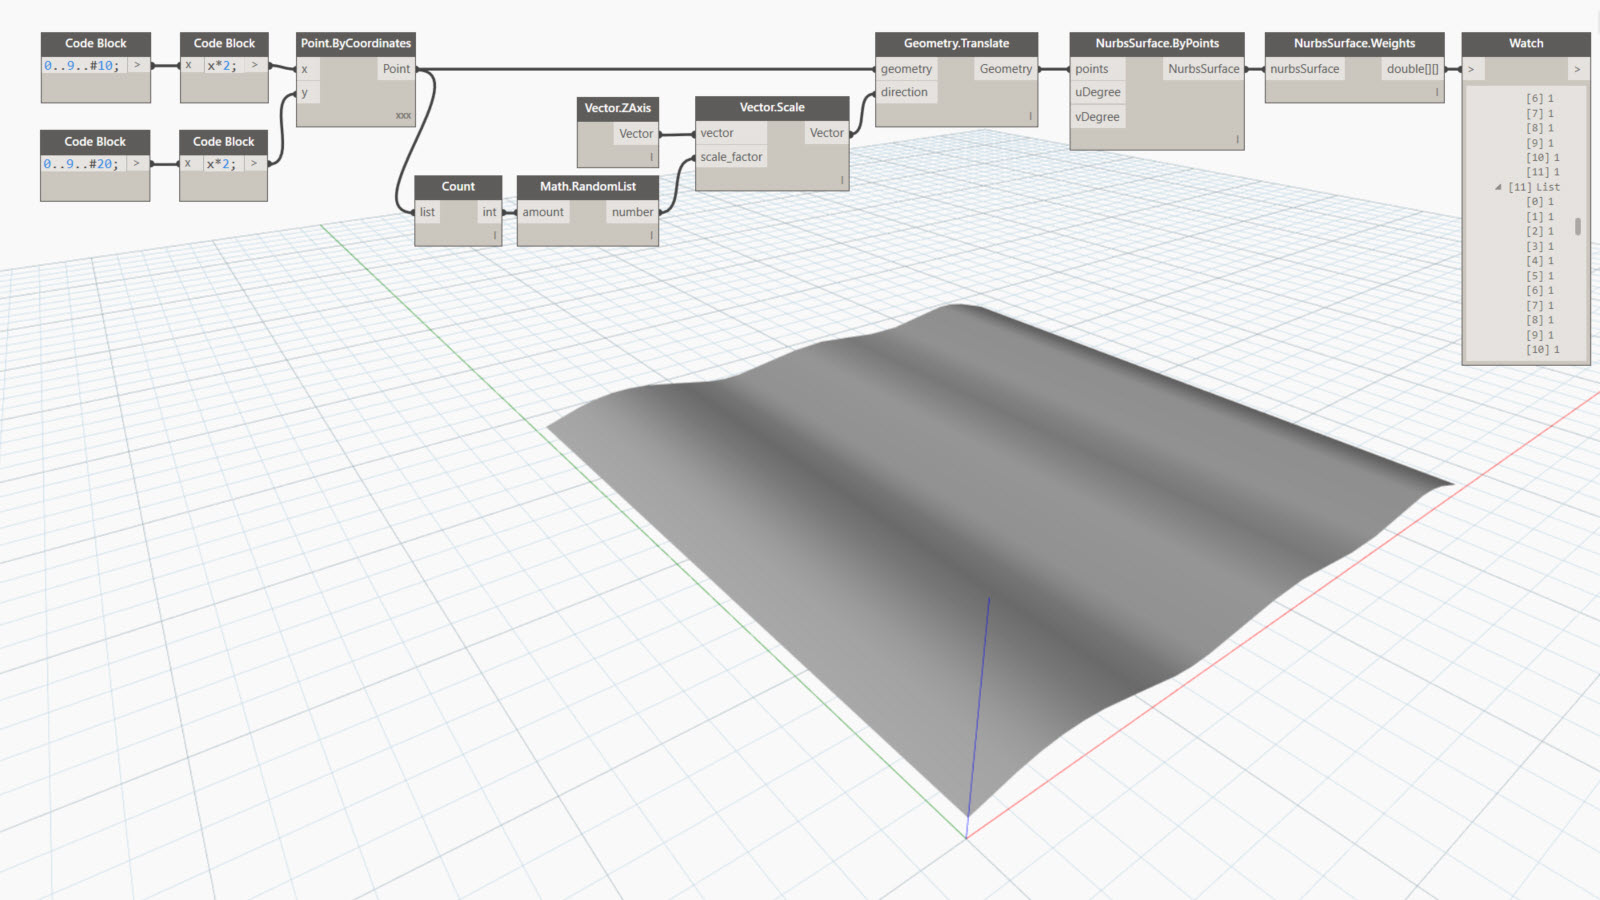 Code Block
0..9..#10; >
Code Block
x x*2; >
Point.ByCoordinates
x Point
y
xxx
Code Block
0..9..#20; >
Code Block
x x*2; >
Count
list int
l
Math.RandomList
amount number
l
Vector.ZAxis
Vector
l
Vector.Scale
vector Vector
scale_factor
l
Geometry.Translate
geometry Geometry
direction
l
NurbsSurface.ByPoints
points NurbsSurface
uDegree
vDegree
l
NurbsSurface.Weights
nurbsSurface double[][]
l
Watch
> >
[6] 1
[7] 1
[8] 1
[9] 1
[10] 1
[11] 1
[11] List
[0] 1
[1] 1
[2] 1
[3] 1
[4] 1
[5] 1
[6] 1
[7] 1
[8] 1
[9] 1
[10] 1